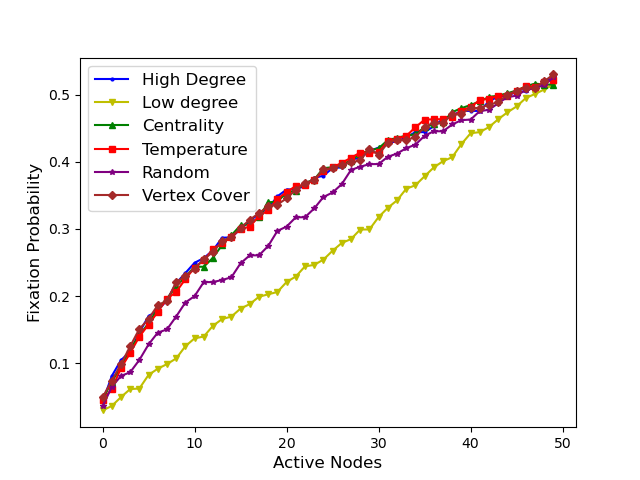 High Degree
Low degree
Centrality
Temperature
Random
Vertex Cover
Fixation Probability
0.5
0.4
0.3
0.2
0.1
0 10 20 30 40 50
Active Nodes